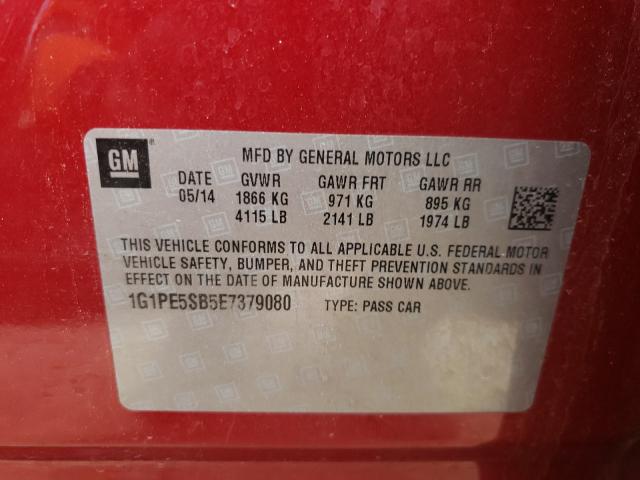 GM
MFD BY GENERAL MOTORS LLC
DATE GVWR GAWR FRT GAWR RR
05/14 1866 KG 971 KG 895 KG
4115 LB 2141 LB 1974 LB
THIS VEHICLE CONFORMS TO ALL APPLICABLE U.S. FEDERAL MOTOR
VEHICLE SAFETY, BUMPER, AND THEFT PREVENTION STANDARDS IN
EFFECT ON THE DATE OF MANUFACTURE SHOWN ABOVE.
1G1PE5SB5E7379080 TYPE: PASS CAR